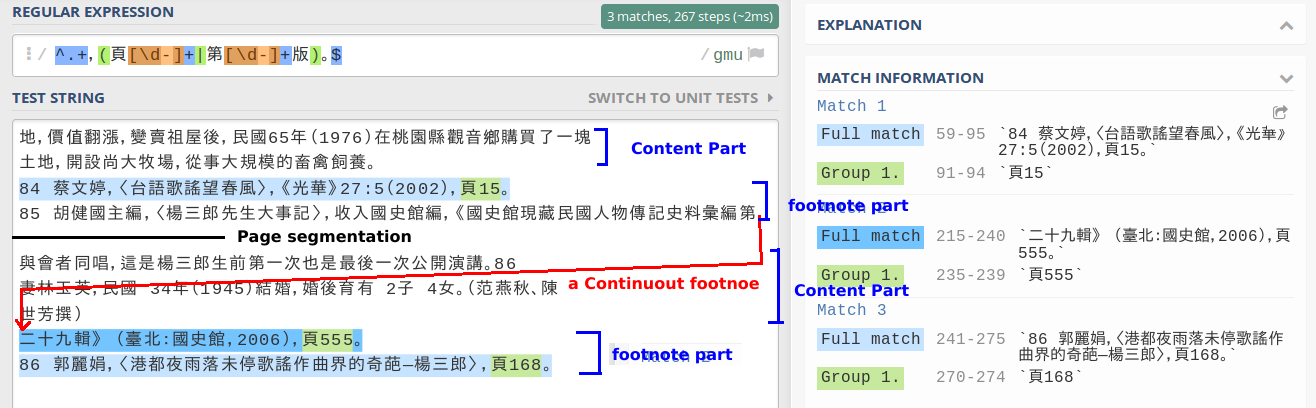 REGULAR EXPRESSION
3 matches, 267 steps (~2ms)
/ ^.+,(頁[\d-]+|第[\d-]+版)。$ / gmu
TEST STRING
SWITCH TO UNIT TESTS
地,價值翻漲,變賣祖屋後,民國65年(1976)在桃園縣觀音鄉購買了一塊
土地,開設尚大牧場,從事大規模的畜禽飼養。
Content Part
84 蔡文婷,〈台語歌謠望春風〉,《光華》27:5(2002),頁15。
85 胡健國主編,〈楊三郎先生大事記〉,收入國史館編,《國史館現藏民國人物傳記史料彙編第
footnote part
Page segmentation
與會者同唱,這是楊三郎生前第一次也是最後一次公開演講。86
妻林玉英,民國 34年(1945)結婚,婚後育有 2子 4女。(范燕秋、陳
世芳撰)
a Continuout footnoe
Content Part
二十九輯》 (臺北:國史館,2006),頁555。
86 郭麗娟,〈港都夜雨落未停歌謠作曲界的奇葩—楊三郎〉,頁168。
footnote part
EXPLANATION
MATCH INFORMATION
Match 1
Full match 59-95 `84 蔡文婷,〈台語歌謠望春風〉,《光華》
27:5(2002),頁15。`
Group 1. 91-94 `頁15`
Full match 215-240 `二十九輯》 (臺北:國史館,2006),頁
555。`
Group 1. 235-239 `頁555`
Match 3
Full match 241-275 `86 郭麗娟,〈港都夜雨落未停歌謠作
曲界的奇葩—楊三郎〉,頁168。`
Group 1. 270-274 `頁168`